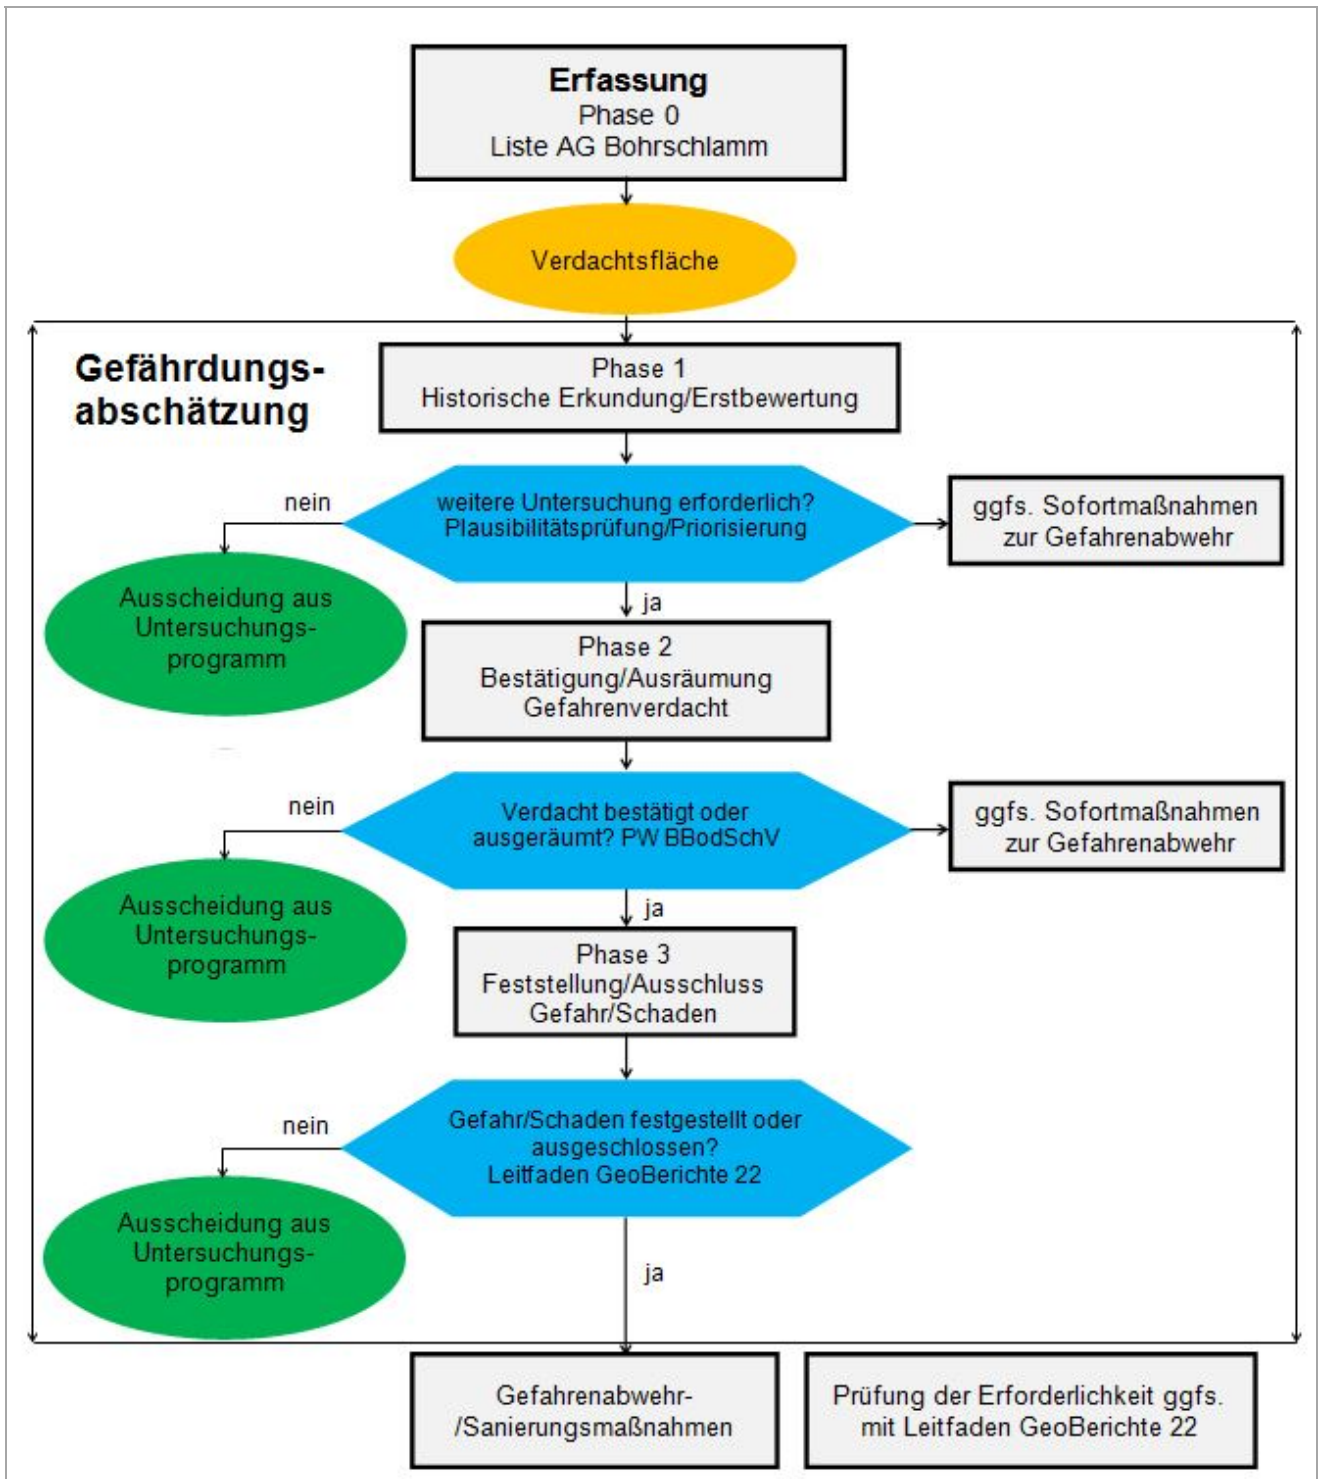 Erfassung
Phase 0
Liste AG Bohrschlamm
Verdachtsfläche
Gefährdungs-
abschätzung
Phase 1
Historische Erkundung/Erstbewertung
nein
weitere Untersuchung erforderlich?
Plausibilitätsprüfung/Priorisierung
ggfs. Sofortmaßnahmen
zur Gefahrenabwehr
Ausscheidung aus
Untersuchungs-
programm
ja
Phase 2
Bestätigung/Ausräumung
Gefahrenverdacht
nein
Verdacht bestätigt oder
ausgeräumt? PW BBodSchV
ggfs. Sofortmaßnahmen
zur Gefahrenabwehr
Ausscheidung aus
Untersuchungs-
programm
ja
Phase 3
Feststellung/Ausschluss
Gefahr/Schaden
nein
Gefahr/Schaden festgestellt oder
ausgeschlossen?
Leitfaden GeoBerichte 22
Ausscheidung aus
Untersuchungs-
programm
ja
Gefahrenabwehr-
/Sanierungsmaßnahmen
Prüfung der Erforderlichkeit ggfs.
mit Leitfaden GeoBerichte 22